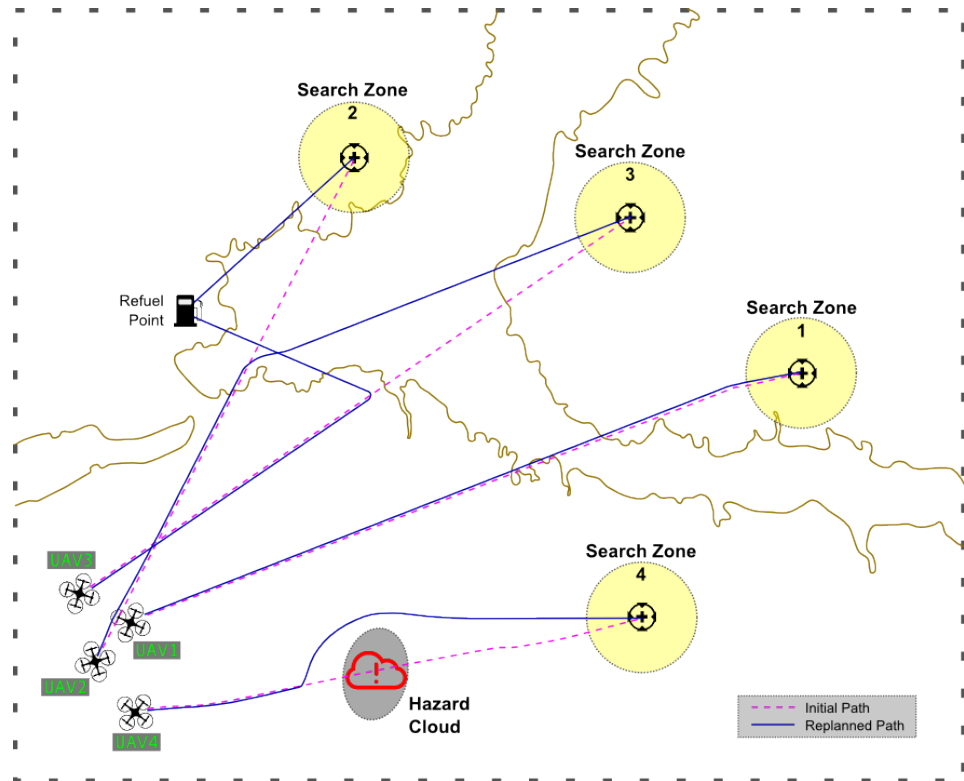 Search Zone
2
Search Zone
3
Refuel
Point
Search Zone
1
UAV3
Search Zone
4
UAV1
UAV2
UAV4
Hazard
Cloud
Initial Path
Replanned Path